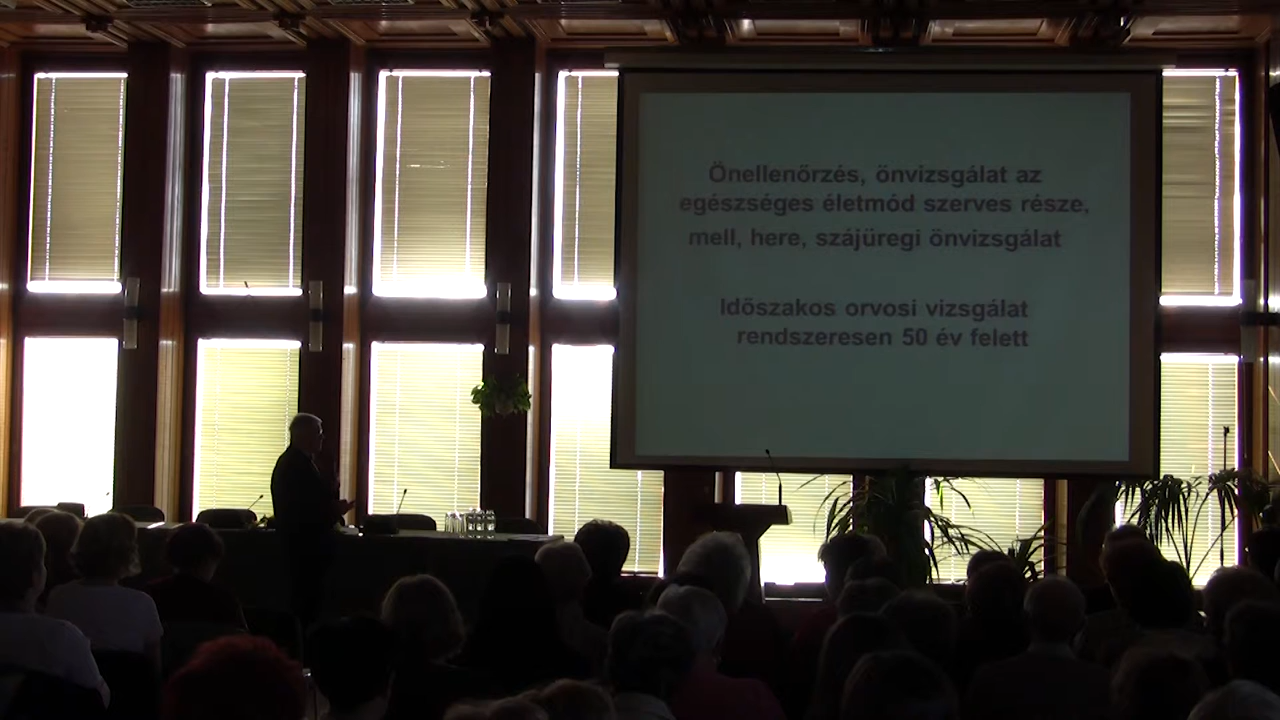 Önellenőrzés, önvizsgálat az
egészséges életmód szerves része,
mell, here, szájüregi önvizsgálat
Időszakos orvosi vizsgálat
rendszeresen 50 év felett